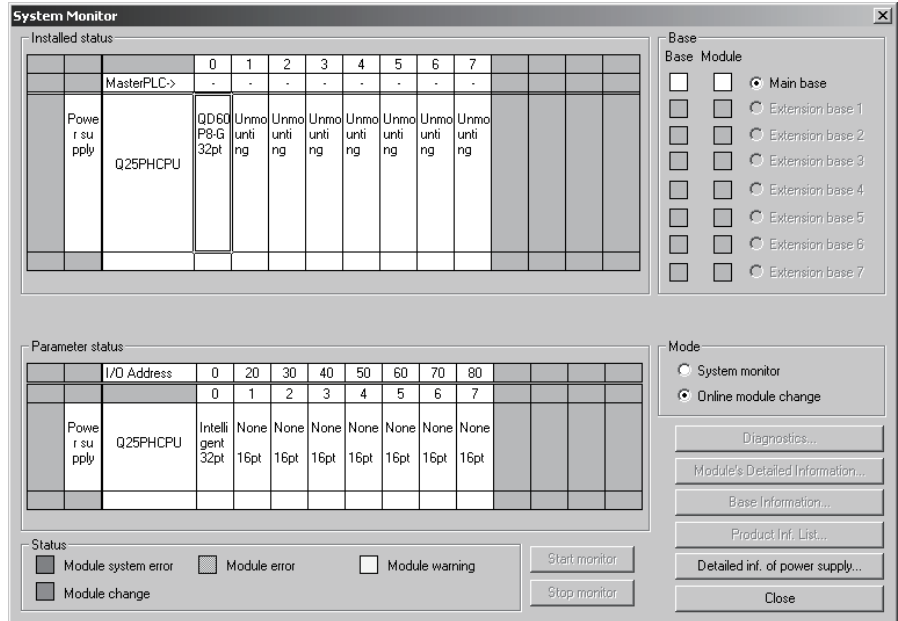 System Monitor
Installed status
0 1 2 3 4 5 6 7
MasterPLC-> - - - - - - - -
Powe
r su
pply
Q25PHCPU
QD60
P8-G
32pt
Unmo
unti
ng
Unmo
unti
ng
Unmo
unti
ng
Unmo
unti
ng
Unmo
unti
ng
Unmo
unti
ng
Unmo
unti
ng
Base
Base Module
Main base
Extension base 1
Extension base 2
Extension base 3
Extension base 4
Extension base 5
Extension base 6
Extension base 7
Parameter status
I/O Address 0 20 30 40 50 60 70 80
0 1 2 3 4 5 6 7
Powe
r su
pply
Q25PHCPU
Intelli
gent
32pt
None
16pt
None
16pt
None
16pt
None
16pt
None
16pt
None
16pt
None
16pt
Mode
System monitor
Online module change
Diagnostics...
Module's Detailed Information...
Base Information...
Product Inf. List...
Detailed inf. of power supply...
Close
Status
Module system error Module error Module warning
Module change
Start monitor
Stop monitor